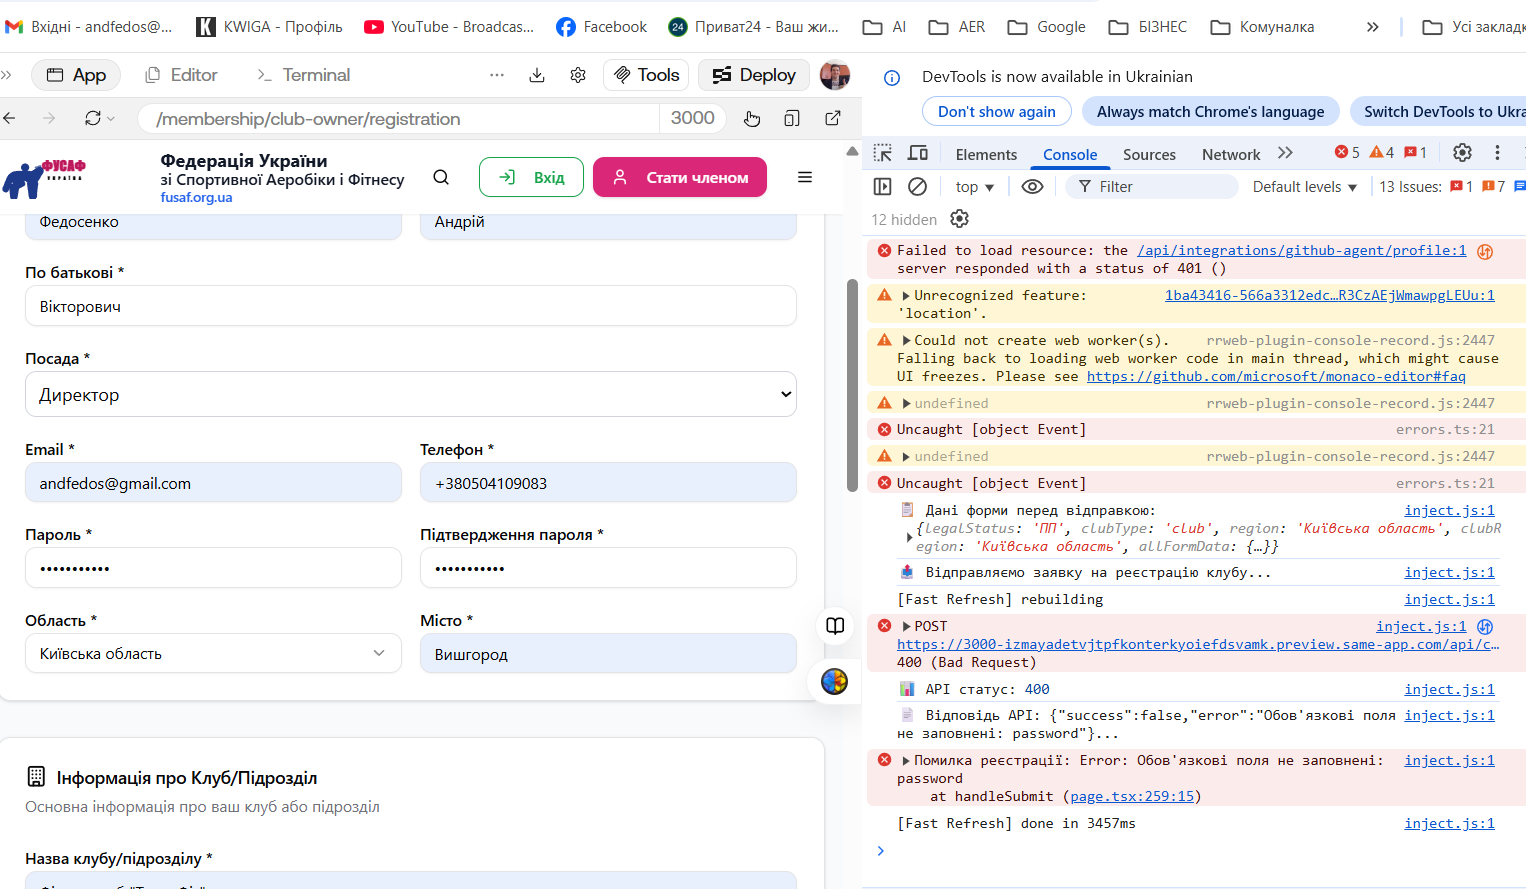 Вхідні - andfedos@...
KWIGA - Профіль
YouTube - Broadcas...
Facebook
24
Приват24 - Ваш жи...
AI
AER
Google
БІЗНЕС
Комуналка
»
Усі закладк
App
Editor
>_ Terminal
...
Tools
Deploy
/membership/club-owner/registration
3000
ФУСАФ
УКРАЇНА
Федерація України
зі Спортивної Аеробіки і Фітнесу
fusaf.org.ua
Вхід
Стати членом
Федосенко
Андрій
По батькові *
Вікторович
Посада *
Директор
Email *
Телефон *
andfedos@gmail.com
+380504109083
Пароль *
Підтвердження пароля *
•••••••••••
•••••••••••
Область *
Місто *
Київська область
Вишгород
Інформація про Клуб/Підрозділ
Основна інформація про ваш клуб або підрозділ
Назва клубу/підрозділу *
DevTools is now available in Ukrainian
Don't show again
Always match Chrome's language
Switch DevTools to Ukra
Elements
Console
Sources
Network
5
4
1
top
Filter
Default levels
13 Issues:
1
7
12 hidden
Failed to load resource: the /api/integrations/github-agent/profile:1
server responded with a status of 401 ()
Unrecognized feature: 1ba43416-566a3312edc…R3CzAEjWmawpgLEUu:1
'location'.
Could not create web worker(s). rrweb-plugin-console-record.js:2447
Falling back to loading web worker code in main thread, which might cause
UI freezes. Please see https://github.com/microsoft/monaco-editor#faq
undefined rrweb-plugin-console-record.js:2447
Uncaught [object Event] errors.ts:21
undefined rrweb-plugin-console-record.js:2447
Uncaught [object Event] errors.ts:21
Дані форми перед відправкою: inject.js:1
{legalStatus: 'ПП', clubType: 'club', region: 'Київська область', clubR
egion: 'Київська область', allFormData: {…}}
Відправляємо заявку на реєстрацію клубу... inject.js:1
[Fast Refresh] rebuilding inject.js:1
POST inject.js:1
https://3000-izmayadetvjtpfkonterkyoiefdsvamk.preview.same-app.com/api/c…
400 (Bad Request)
API статус: 400 inject.js:1
Відповідь API: {"success":false,"error":"Обов'язкові поля inject.js:1
не заповнені: password"}...
Помилка реєстрації: Error: Обов'язкові поля не заповнені: inject.js:1
password
at handleSubmit (page.tsx:259:15)
[Fast Refresh] done in 3457ms inject.js:1